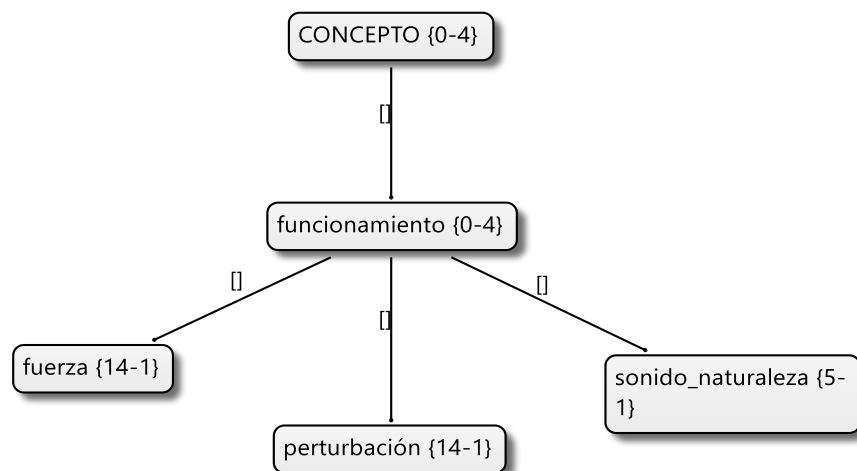 CONCEPTO {0-4}
[]
funcionamiento {0-4}
[]
[]
[]
fuerza {14-1}
sonido_naturaleza {5-
1}
perturbación {14-1}